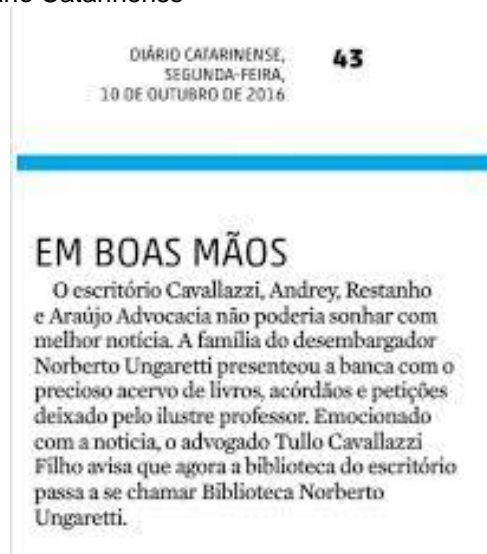 DIÁRIO CATARINENSE,
SEGUNDA-FEIRA,
10 DE OUTUBRO DE 2016
43
EM BOAS MÃOS
O escritório Cavallazzi, Andrey, Restanho
e Araújo Advocacia não poderia sonhar com
melhor notícia. A família do desembargador
Norberto Ungaretti presenteou a banca com o
precioso acervo de livros, acórdãos e petições
deixado pelo ilustre professor. Emocionado
com a noticia, o advogado Tullo Cavallazzi
Filho avisa que agora a biblioteca do escritório
passa a se chamar Biblioteca Norberto
Ungaretti.